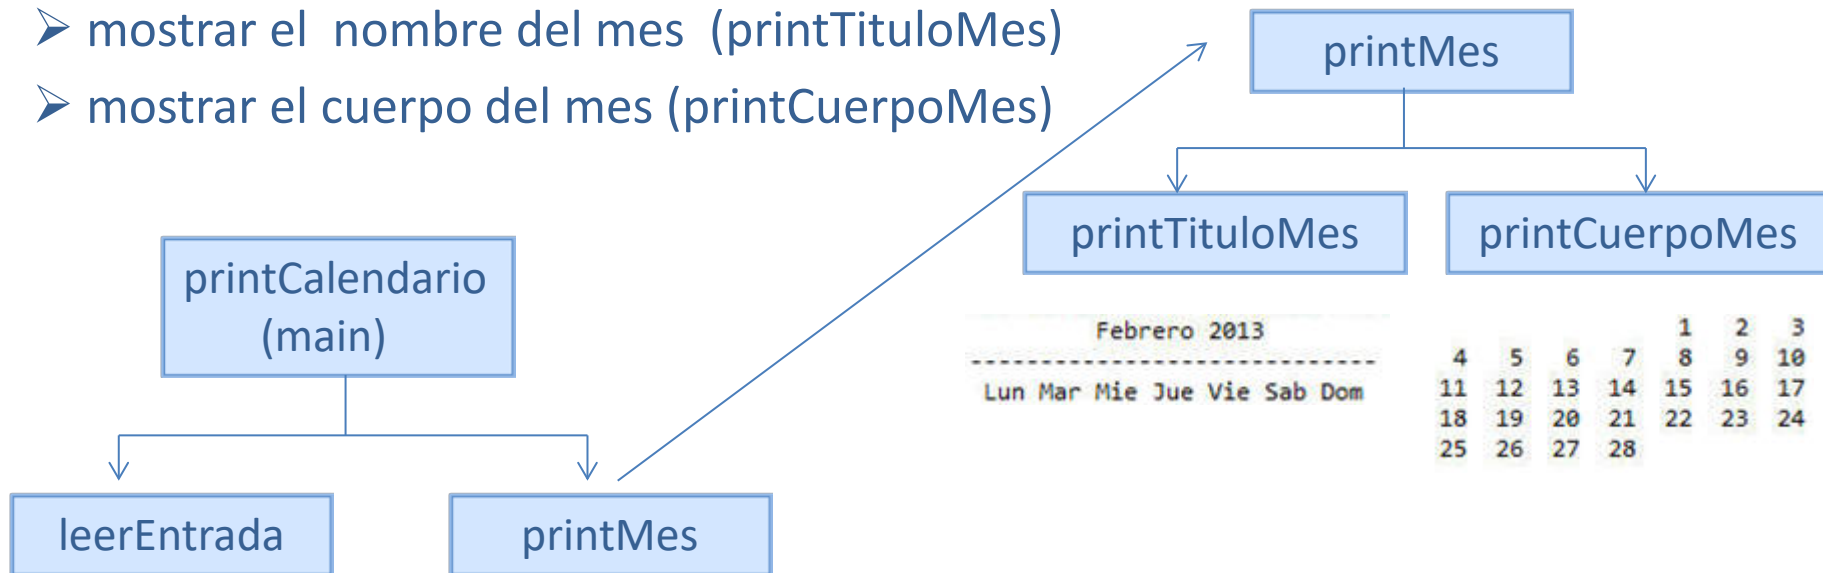 ➢ mostrar el nombre del mes (printTituloMes)
➢ mostrar el cuerpo del mes (printCuerpoMes)
printMes
printTituloMes
printCuerpoMes
printCalendario
(main)
leerEntrada
printMes
Febrero 2013
-----------------------------
Lun Mar Mie Jue Vie Sab Dom
1 2 3
4 5 6 7 8 9 10
11 12 13 14 15 16 17
18 19 20 21 22 23 24
25 26 27 28